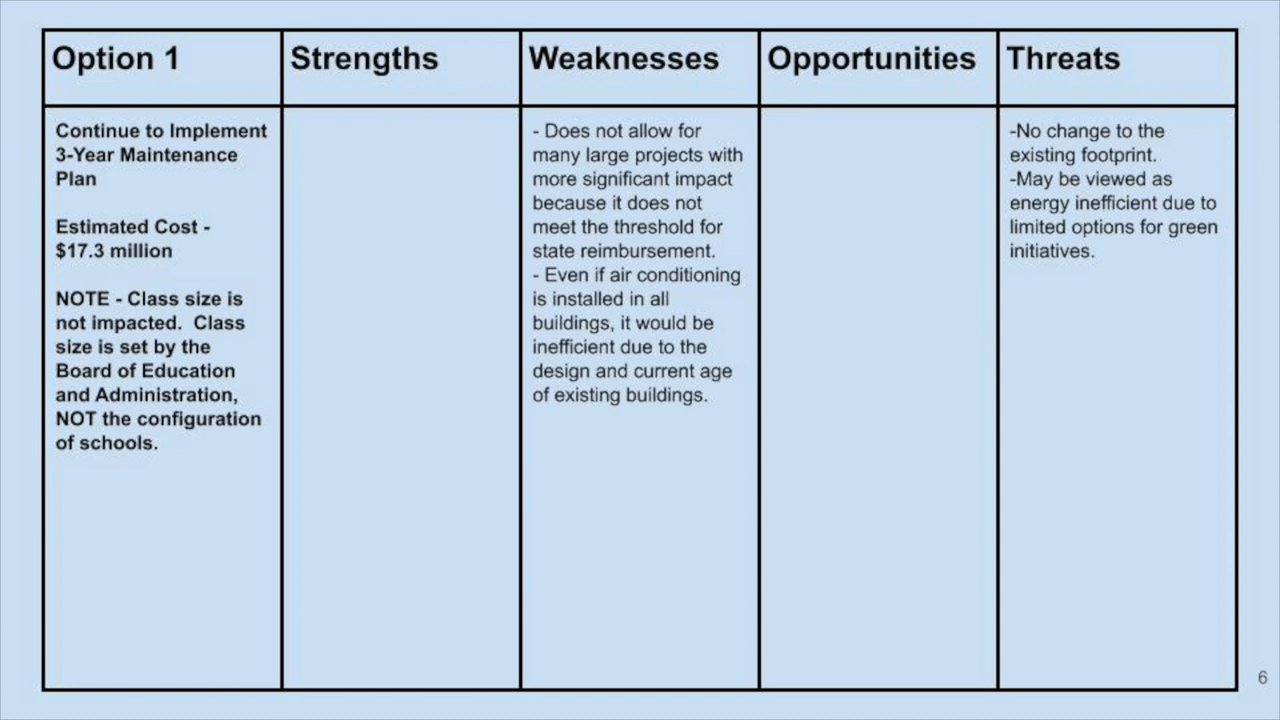 Option 1
Strengths
Weaknesses
Opportunities
Threats
Continue to Implement
3-Year Maintenance
Plan
Estimated Cost -
$17.3 million
NOTE - Class size is
not impacted.  Class
size is set by the
Board of Education
and Administration,
NOT the configuration
of schools.
- Does not allow for
many large projects with
more significant impact
because it does not
meet the threshold for
state reimbursement.
- Even if air conditioning
is installed in all
buildings, it would be
inefficient due to the
design and current age
of existing buildings.
-No change to the
existing footprint.
-May be viewed as
energy inefficient due to
limited options for green
initiatives.
6